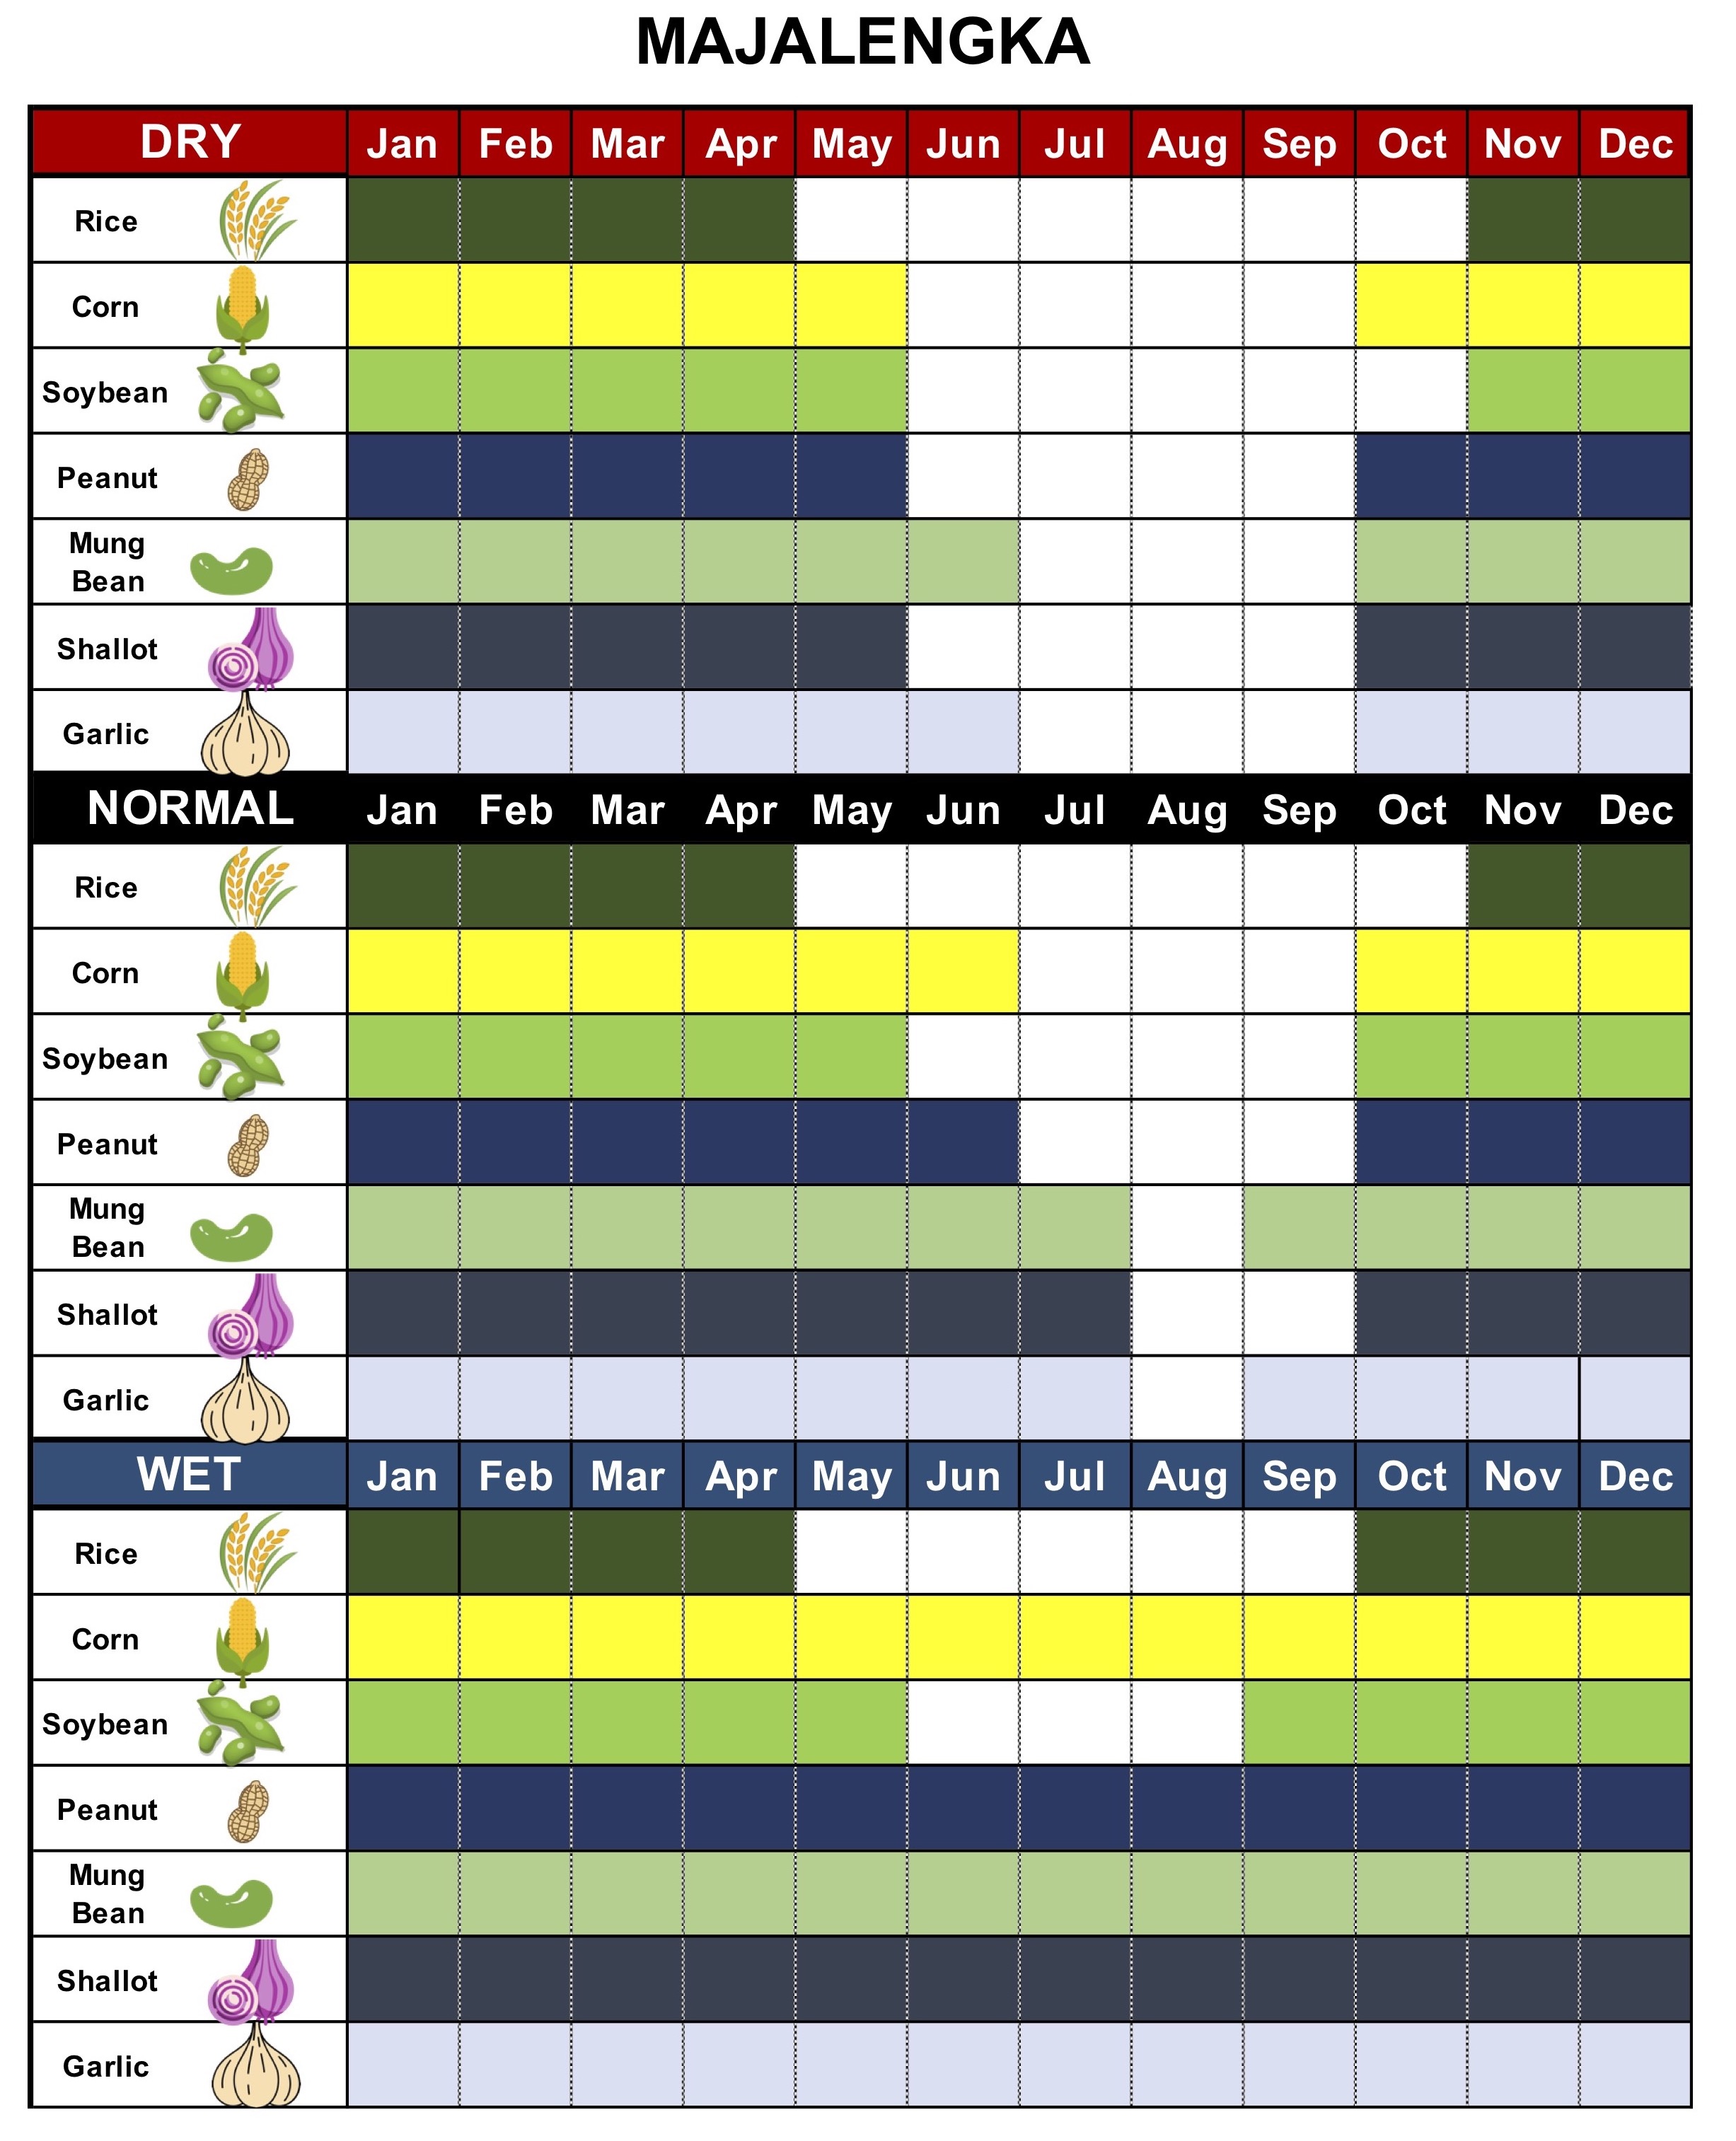 MAJALENGKA
DRY Jan Feb Mar Apr May Jun Jul Aug Sep Oct Nov Dec
Rice
Corn
Soybean
Peanut
Mung
Bean
Shallot
Garlic
NORMAL Jan Feb Mar Apr May Jun Jul Aug Sep Oct Nov Dec
Rice
Corn
Soybean
Peanut
Mung
Bean
Shallot
Garlic
WET Jan Feb Mar Apr May Jun Jul Aug Sep Oct Nov Dec
Rice
Corn
Soybean
Peanut
Mung
Bean
Shallot
Garlic